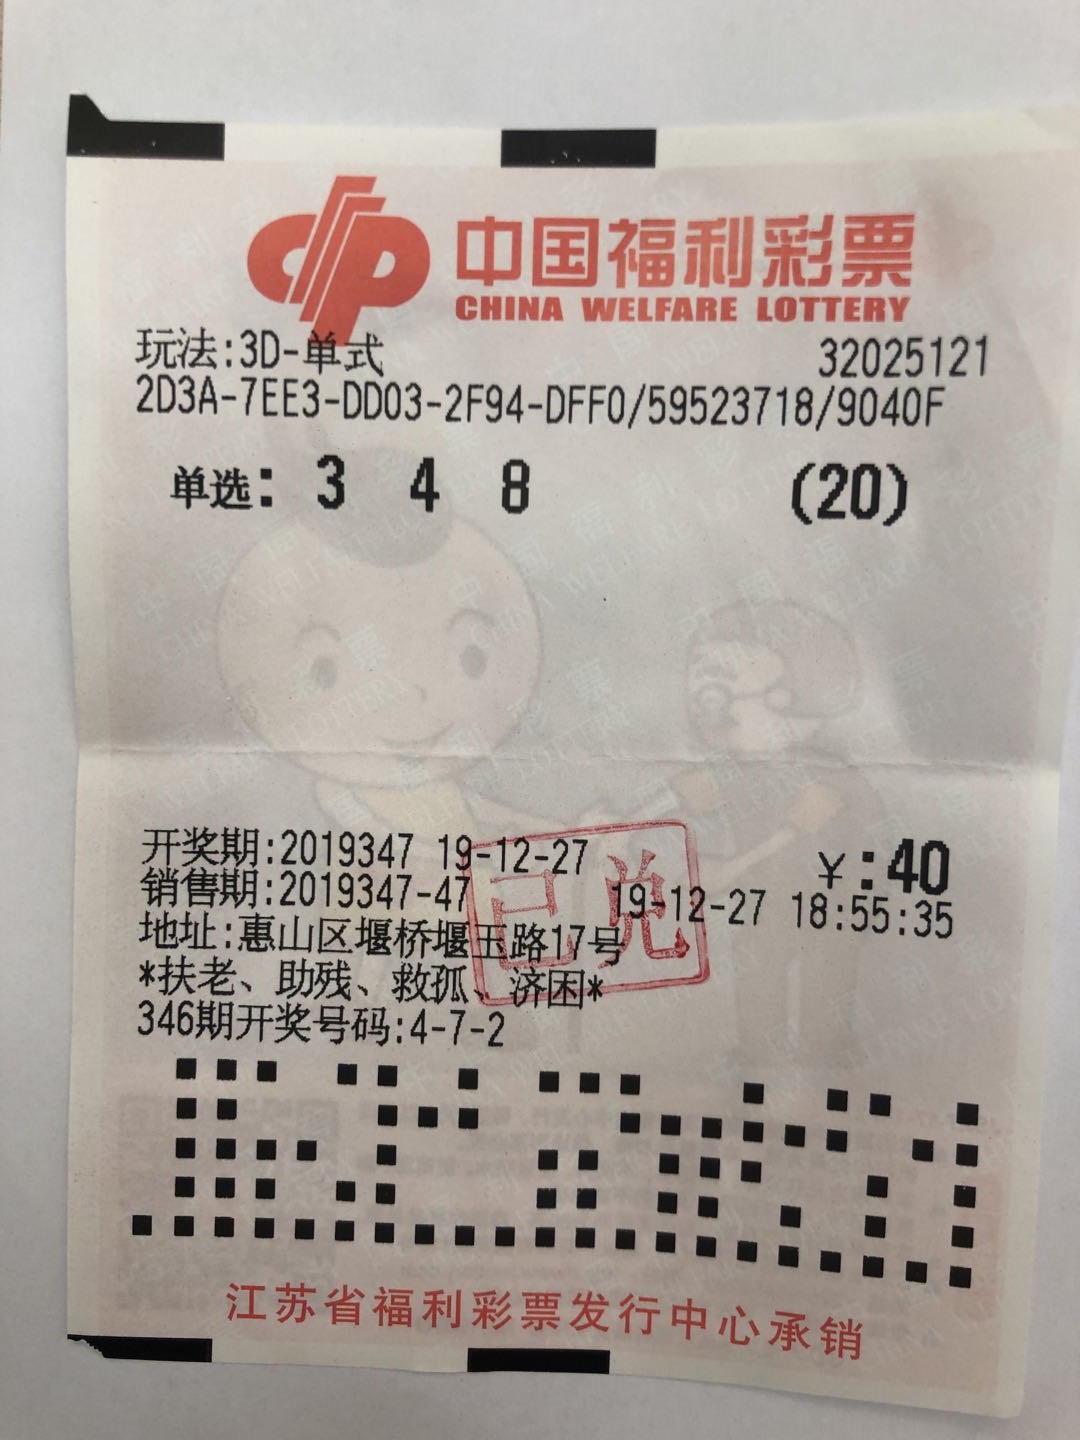 中国福利彩票
CHINA WELFARE LOTTERY
玩法:3D-单式 32025121
2D3A-7EE3-DD03-2F94-DFF0/59523718/9040F
单选: 3 4 8 (20)
开奖期:2019347 19-12-27 ¥:40
销售期:2019347-47 19-12-27 18:55:35
已兑
地址:惠山区堰桥堰玉路17号
*扶老、助残、救孤、济困*
346期开奖号码:4-7-2
江苏省福利彩票发行中心承销